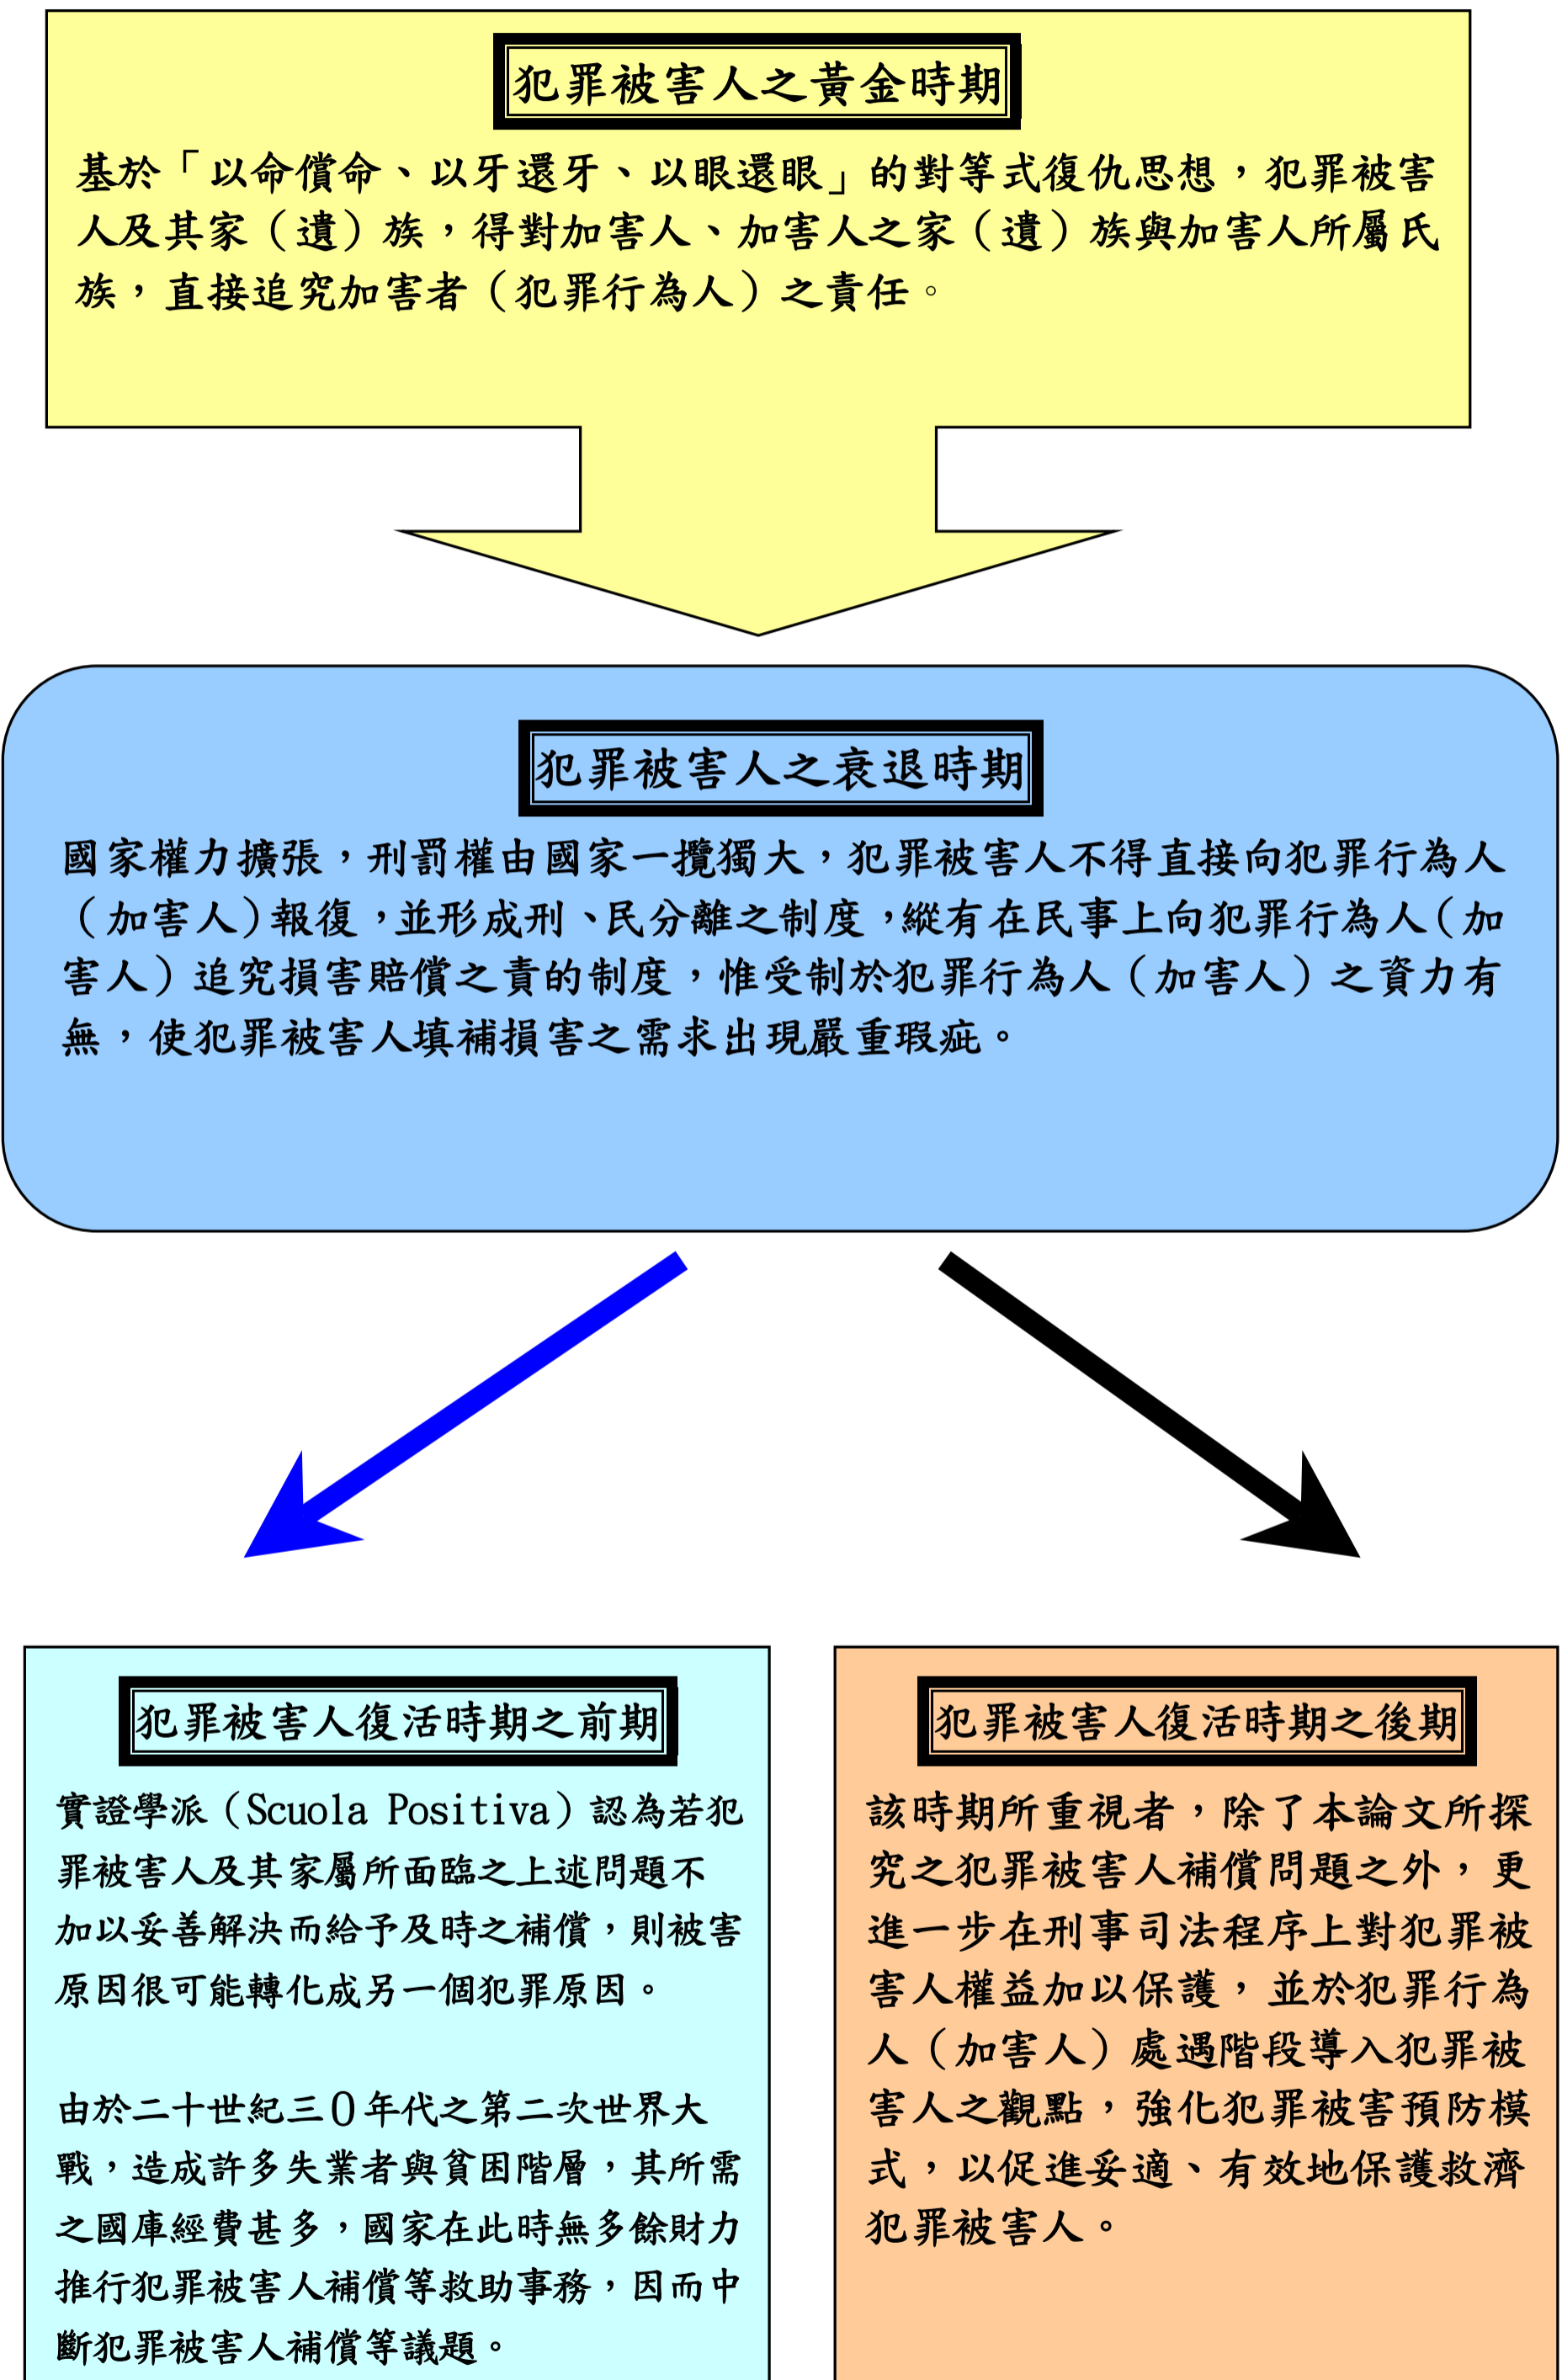 犯罪被害人之黃金時期
基於「以命償命、以牙還牙、以眼還眼」的對等式復仇思想，犯罪被害
人及其家（遺）族，得對加害人、加害人之家（遺）族與加害人所屬氏
族，直接追究加害者（犯罪行為人）之責任。
犯罪被害人之衰退時期
國家權力擴張，刑罰權由國家一攬獨大，犯罪被害人不得直接向犯罪行為人
（加害人）報復，並形成刑、民分離之制度，縱有在民事上向犯罪行為人（加
害人）追究損害賠償之責的制度，惟受制於犯罪行為人（加害人）之資力有
無，使犯罪被害人填補損害之需求出現嚴重瑕疵。
犯罪被害人復活時期之前期
實證學派（Scuola Positiva）認為若犯
罪被害人及其家屬所面臨之上述問題不
加以妥善解決而給予及時之補償，則被害
原因很可能轉化成另一個犯罪原因。
由於二十世紀三０年代之第二次世界大
戰，造成許多失業者與貧困階層，其所需
之國庫經費甚多，國家在此時無多餘財力
推行犯罪被害人補償等救助事務，因而中
斷犯罪被害人補償等議題。
犯罪被害人復活時期之後期
該時期所重視者，除了本論文所探
究之犯罪被害人補償問題之外，更
進一步在刑事司法程序上對犯罪被
害人權益加以保護，並於犯罪行為
人（加害人）處遇階段導入犯罪被
害人之觀點，強化犯罪被害預防模
式，以促進妥適、有效地保護救濟
犯罪被害人。